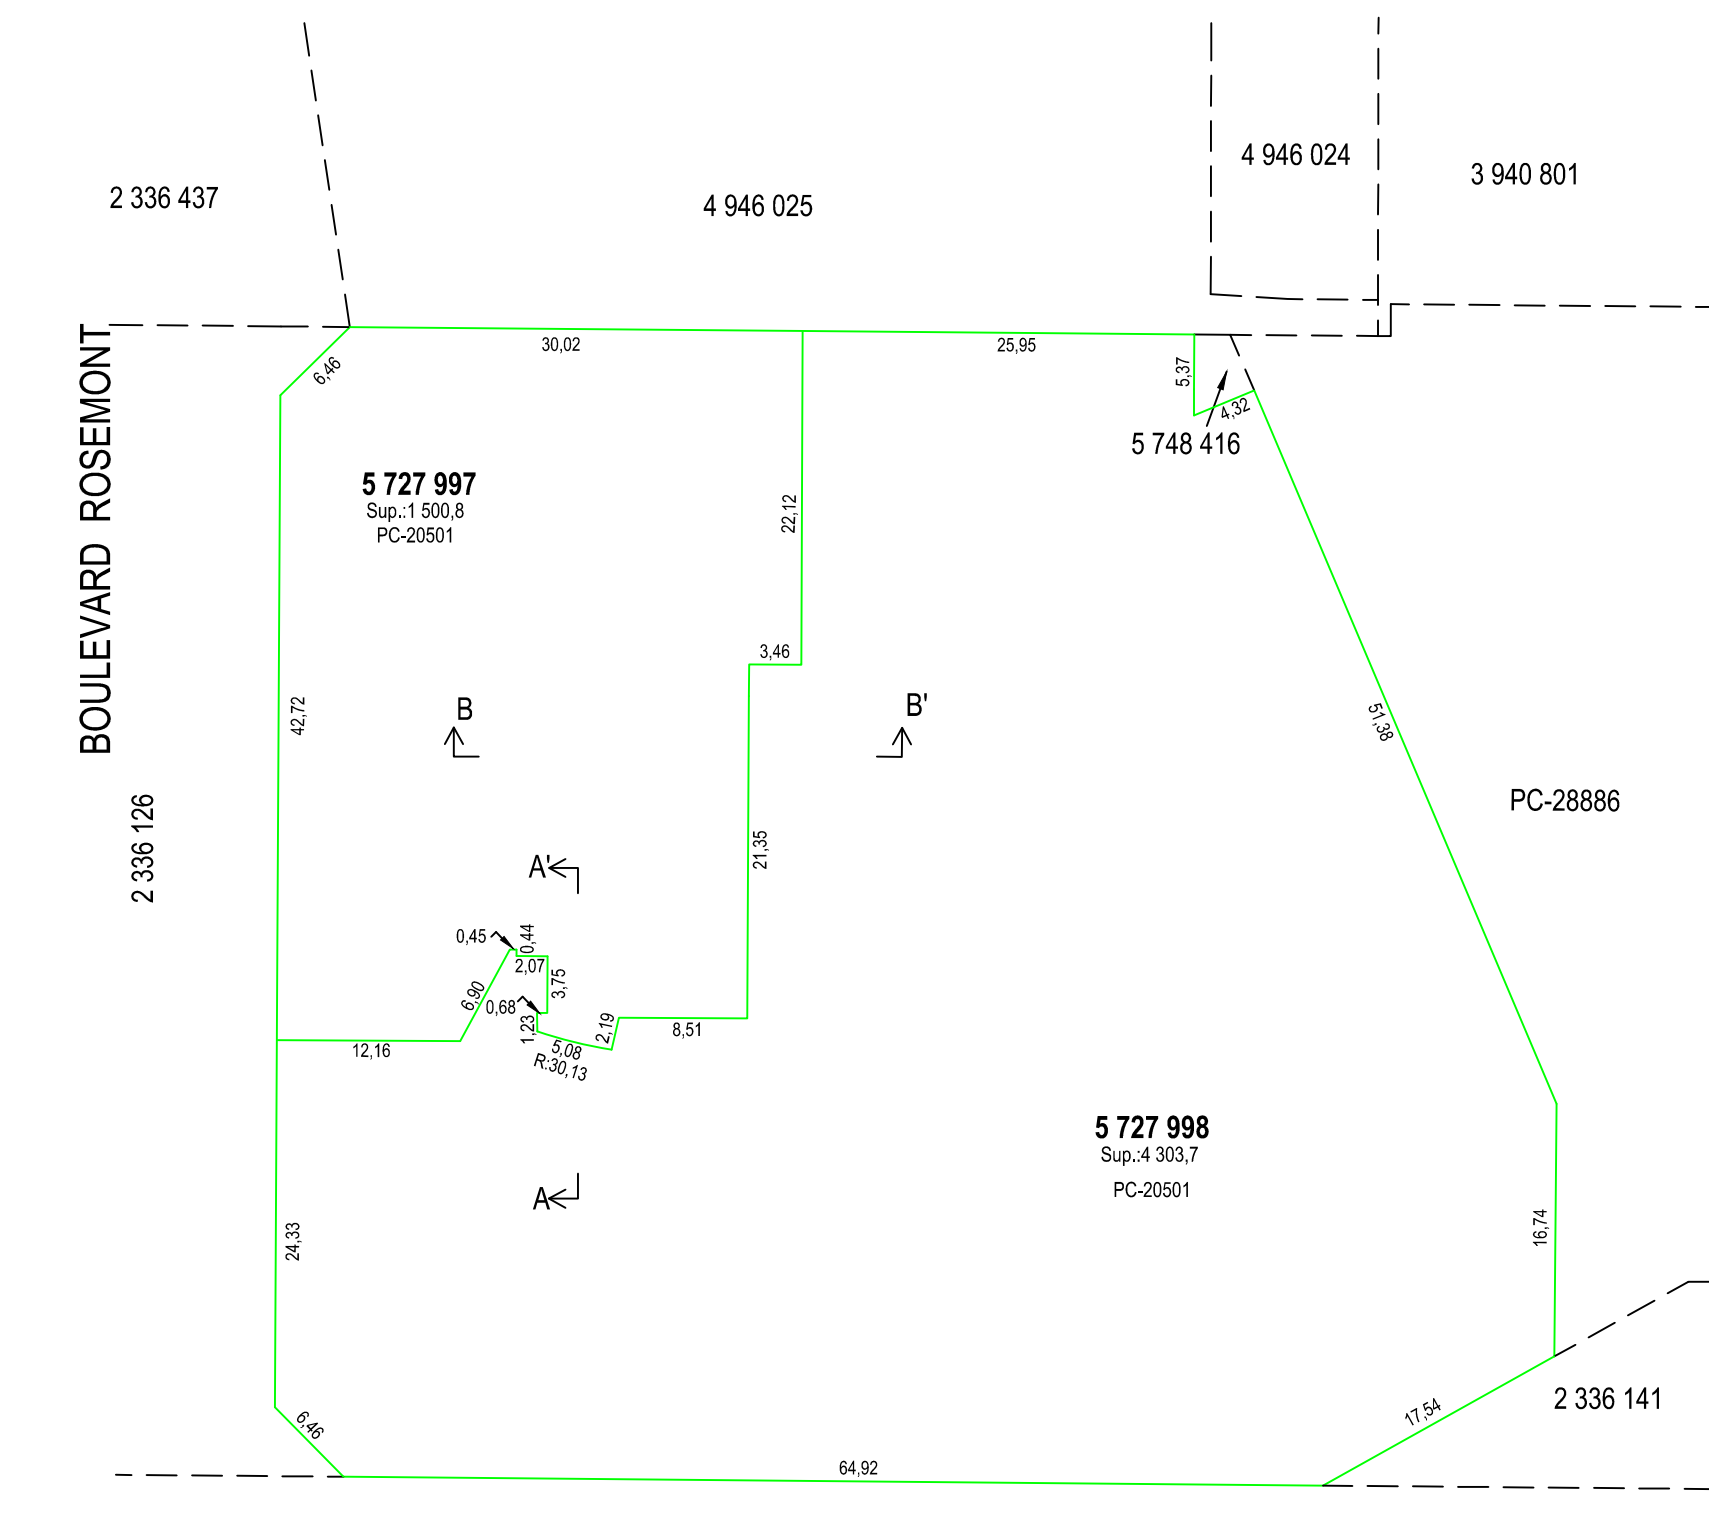 4 946 024
3 940 801
2 336 437
4 946 025
BOULEVARD ROSEMONT
30,02
25,95
6,46
5,37
4,32
5 748 416
5 727 997
Sup.:1 500,8
PC-20501
22,12
3,46
42,72
B
B'
51,38
PC-28886
2 336 126
21,35
A'
0,45
0,44
2,07
6,90
3,75
0,68
1,23
2,19
8,51
5,08
R:30,13
12,16
5 727 998
Sup.:4 303,7
PC-20501
A
24,33
16,74
2 336 141
17,54
6,46
64,92